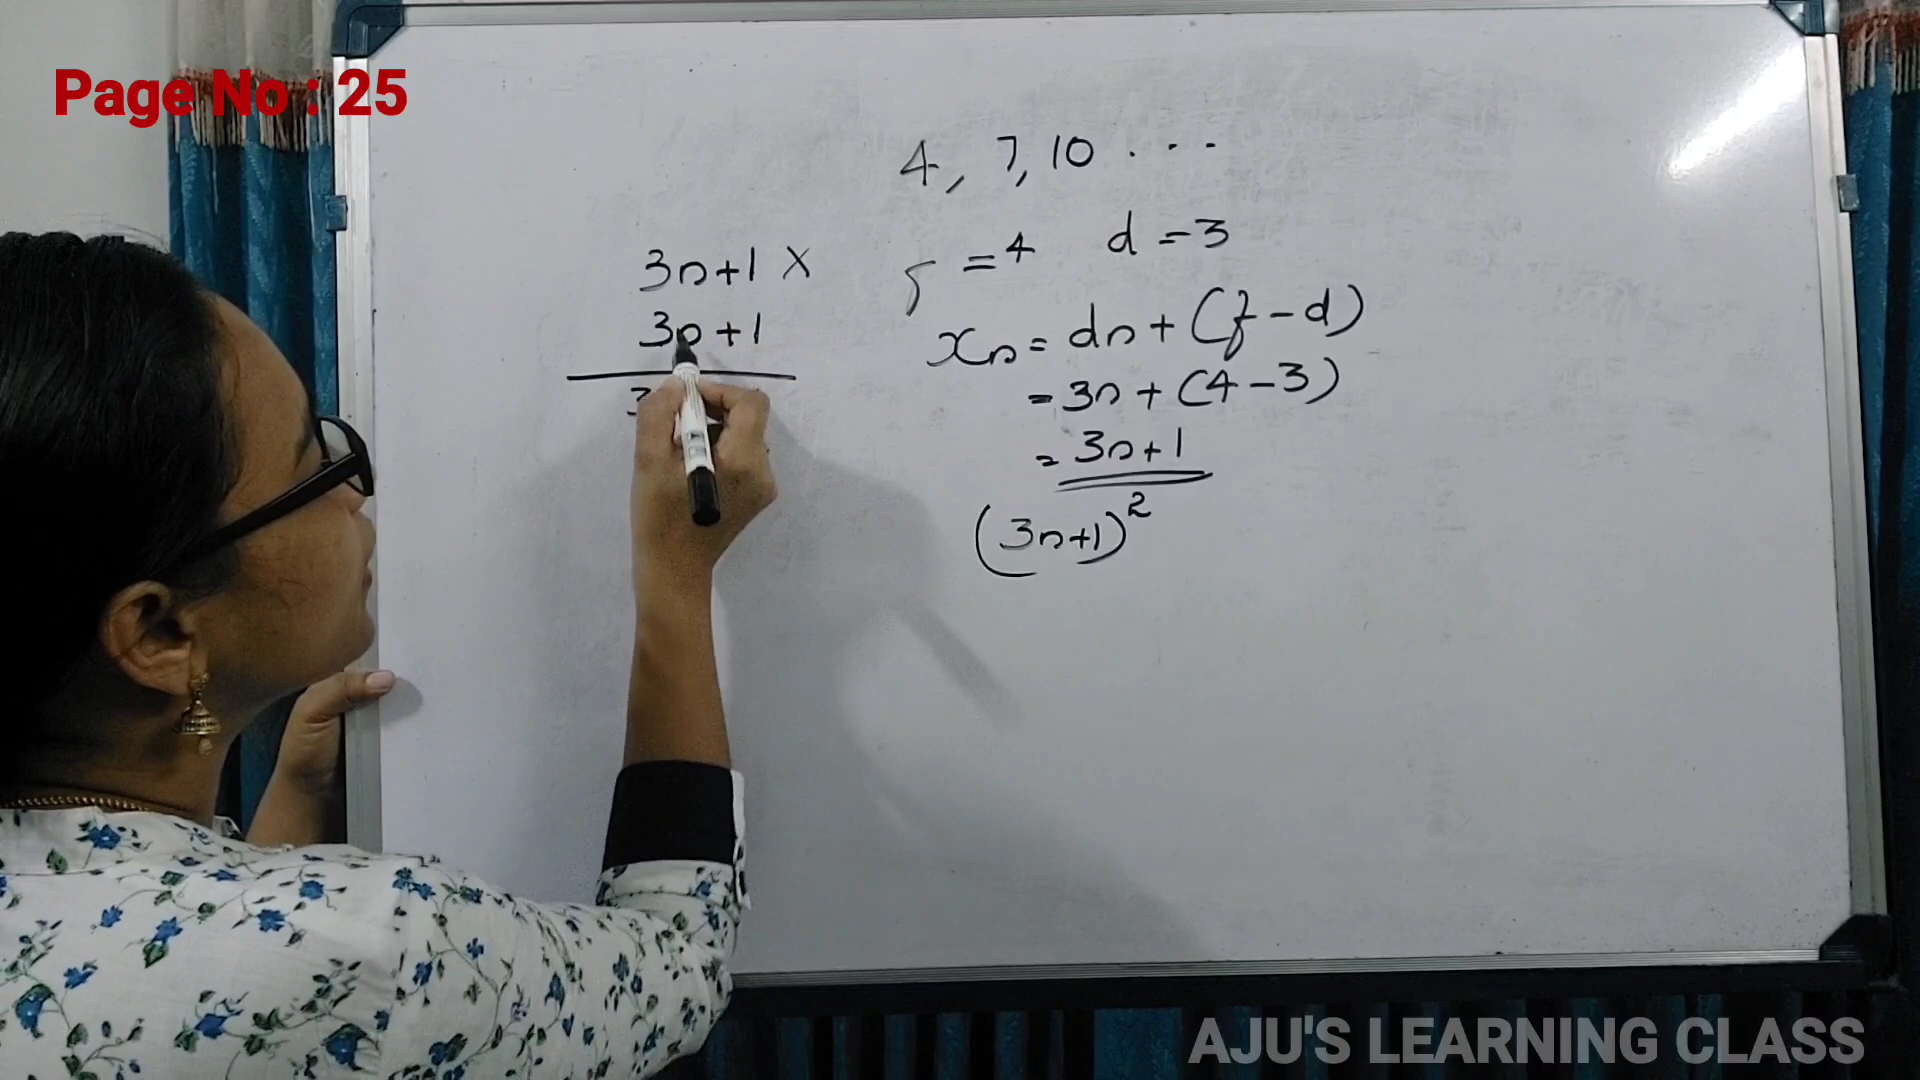 Page No : 25
4, 7, 10 ...
f = 4 d = 3
xn = dn + (f - d)
= 3n + (4 - 3)
= 3n+1
(3n+1)²
3n+1 X
3n+1
3
AJU'S LEARNING CLASS